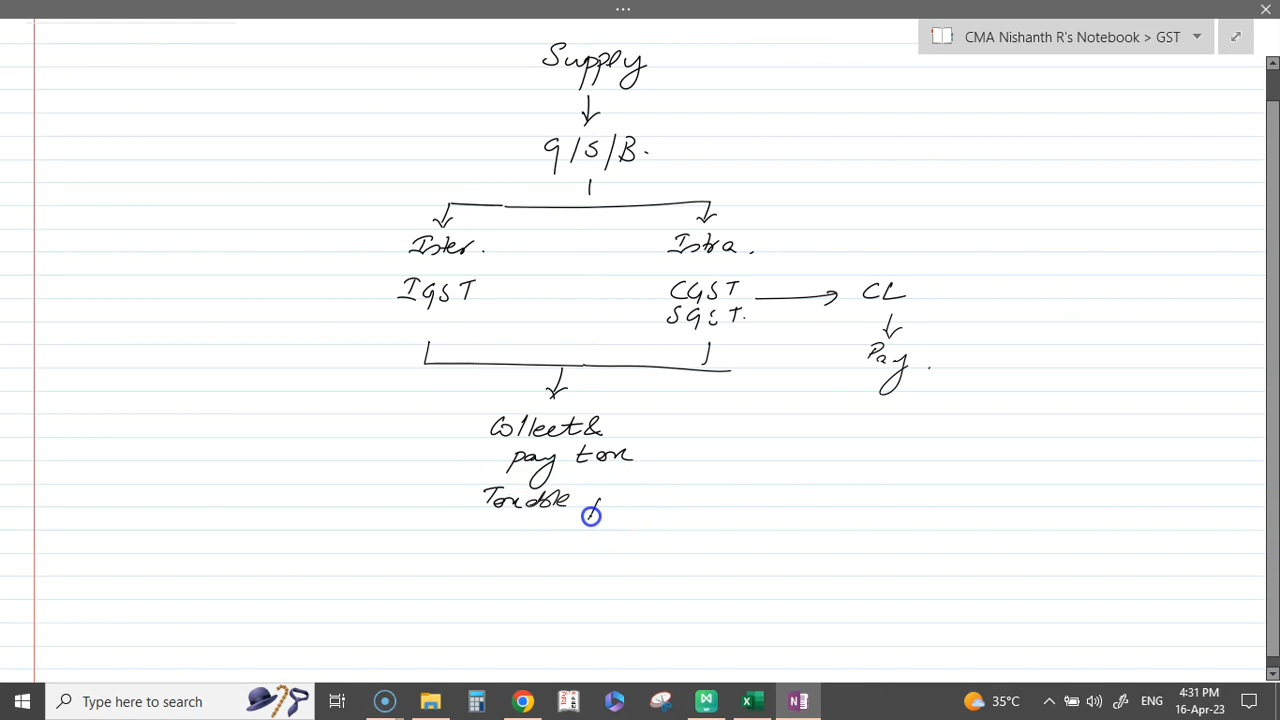 ...
CMA Nishanth R's Notebook > GST
Supply
G/S/B.
Inter.
Intra.
IGST
CGST
CL
SGST.
Pay.
Collect &
pay tax
Taxable
Type here to search
35°C
ENG
4:31 PM
16-Apr-23